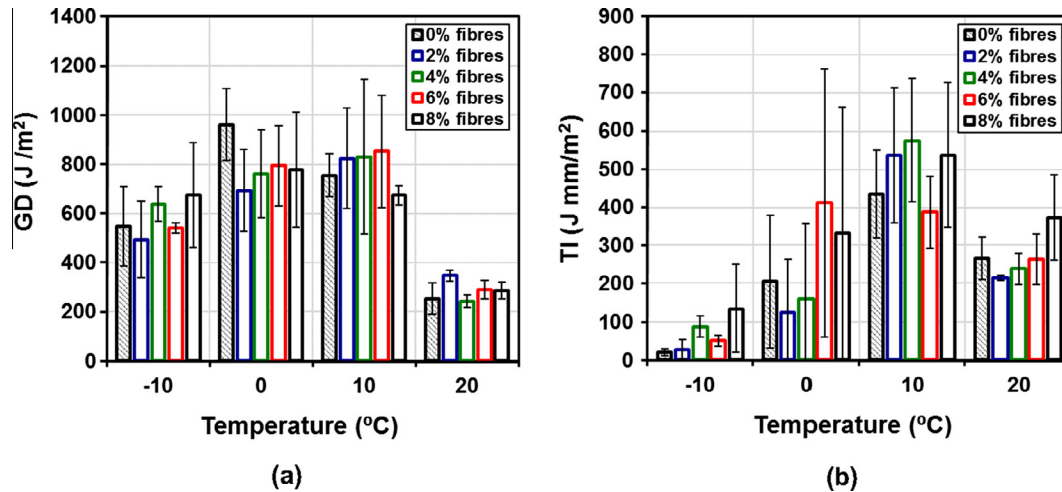 1400
1200
1000
800
600
400
200
0
GD (J /m²)
0% fibres
2% fibres
4% fibres
6% fibres
8% fibres
-10 0 10 20
Temperature (ºC)
(a)
900
800
700
600
500
400
300
200
100
0
TI (J mm/m²)
0% fibres
2% fibres
4% fibres
6% fibres
8% fibres
-10 0 10 20
Temperature (ºC)
(b)